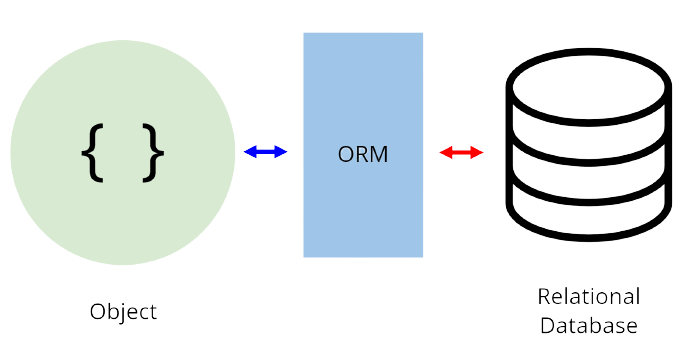 { }
ORM
Object
Relational
Database